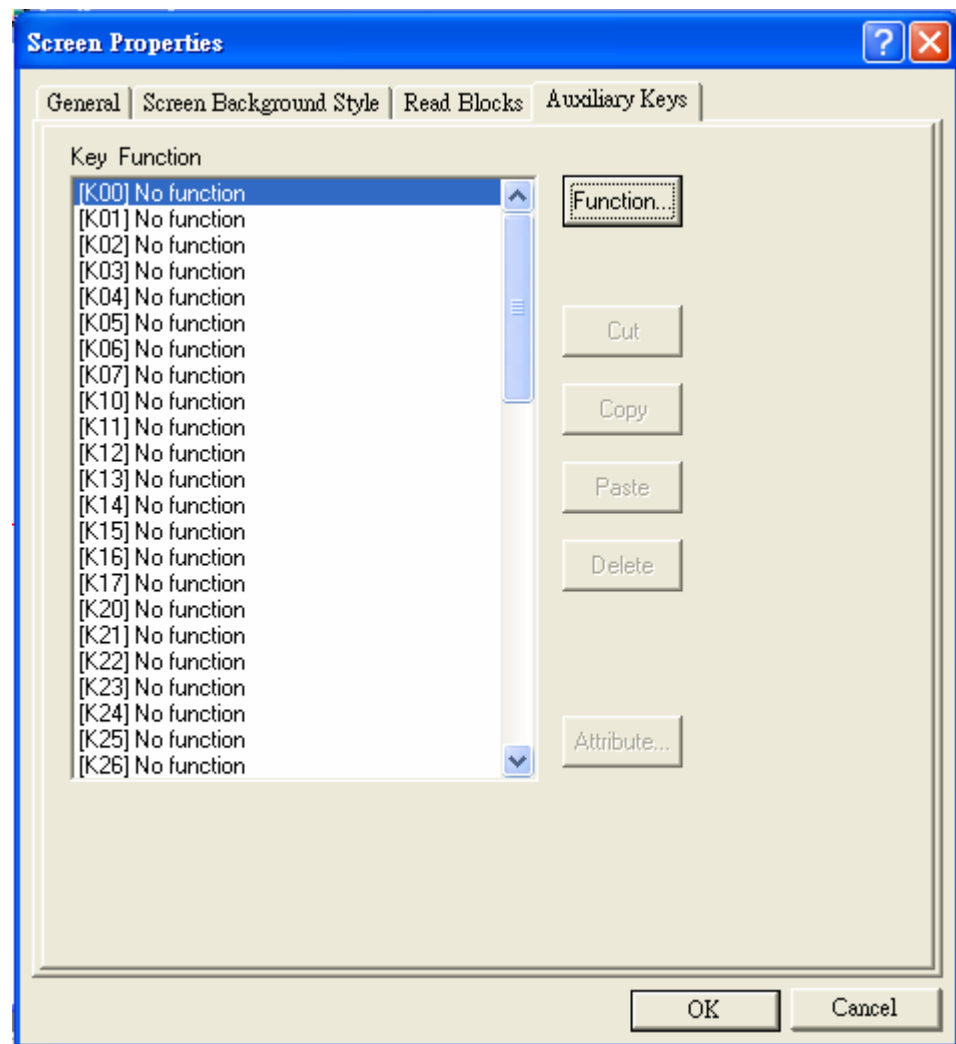 Screen Properties
General
Screen Background Style
Read Blocks
Auxiliary Keys
Key Function
[K00] No function
[K01] No function
[K02] No function
[K03] No function
[K04] No function
[K05] No function
[K06] No function
[K07] No function
[K10] No function
[K11] No function
[K12] No function
[K13] No function
[K14] No function
[K15] No function
[K16] No function
[K17] No function
[K20] No function
[K21] No function
[K22] No function
[K23] No function
[K24] No function
[K25] No function
[K26] No function
Function...
Cut
Copy
Paste
Delete
Attribute...
OK
Cancel